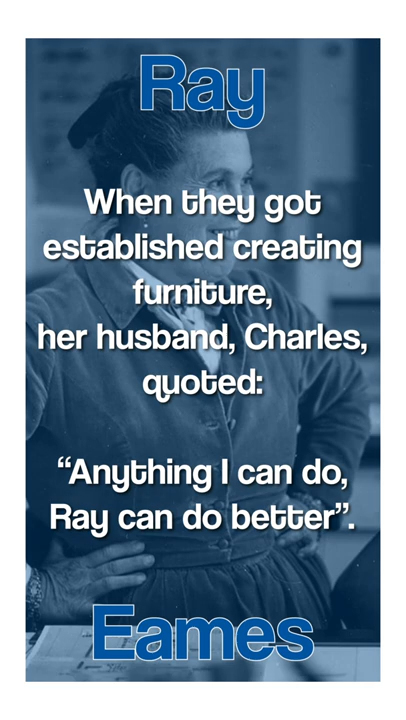 Ray
When they got
established creating
furniture,
her husband, Charles,
quoted:
“Anything I can do,
Ray can do better”.
Eames